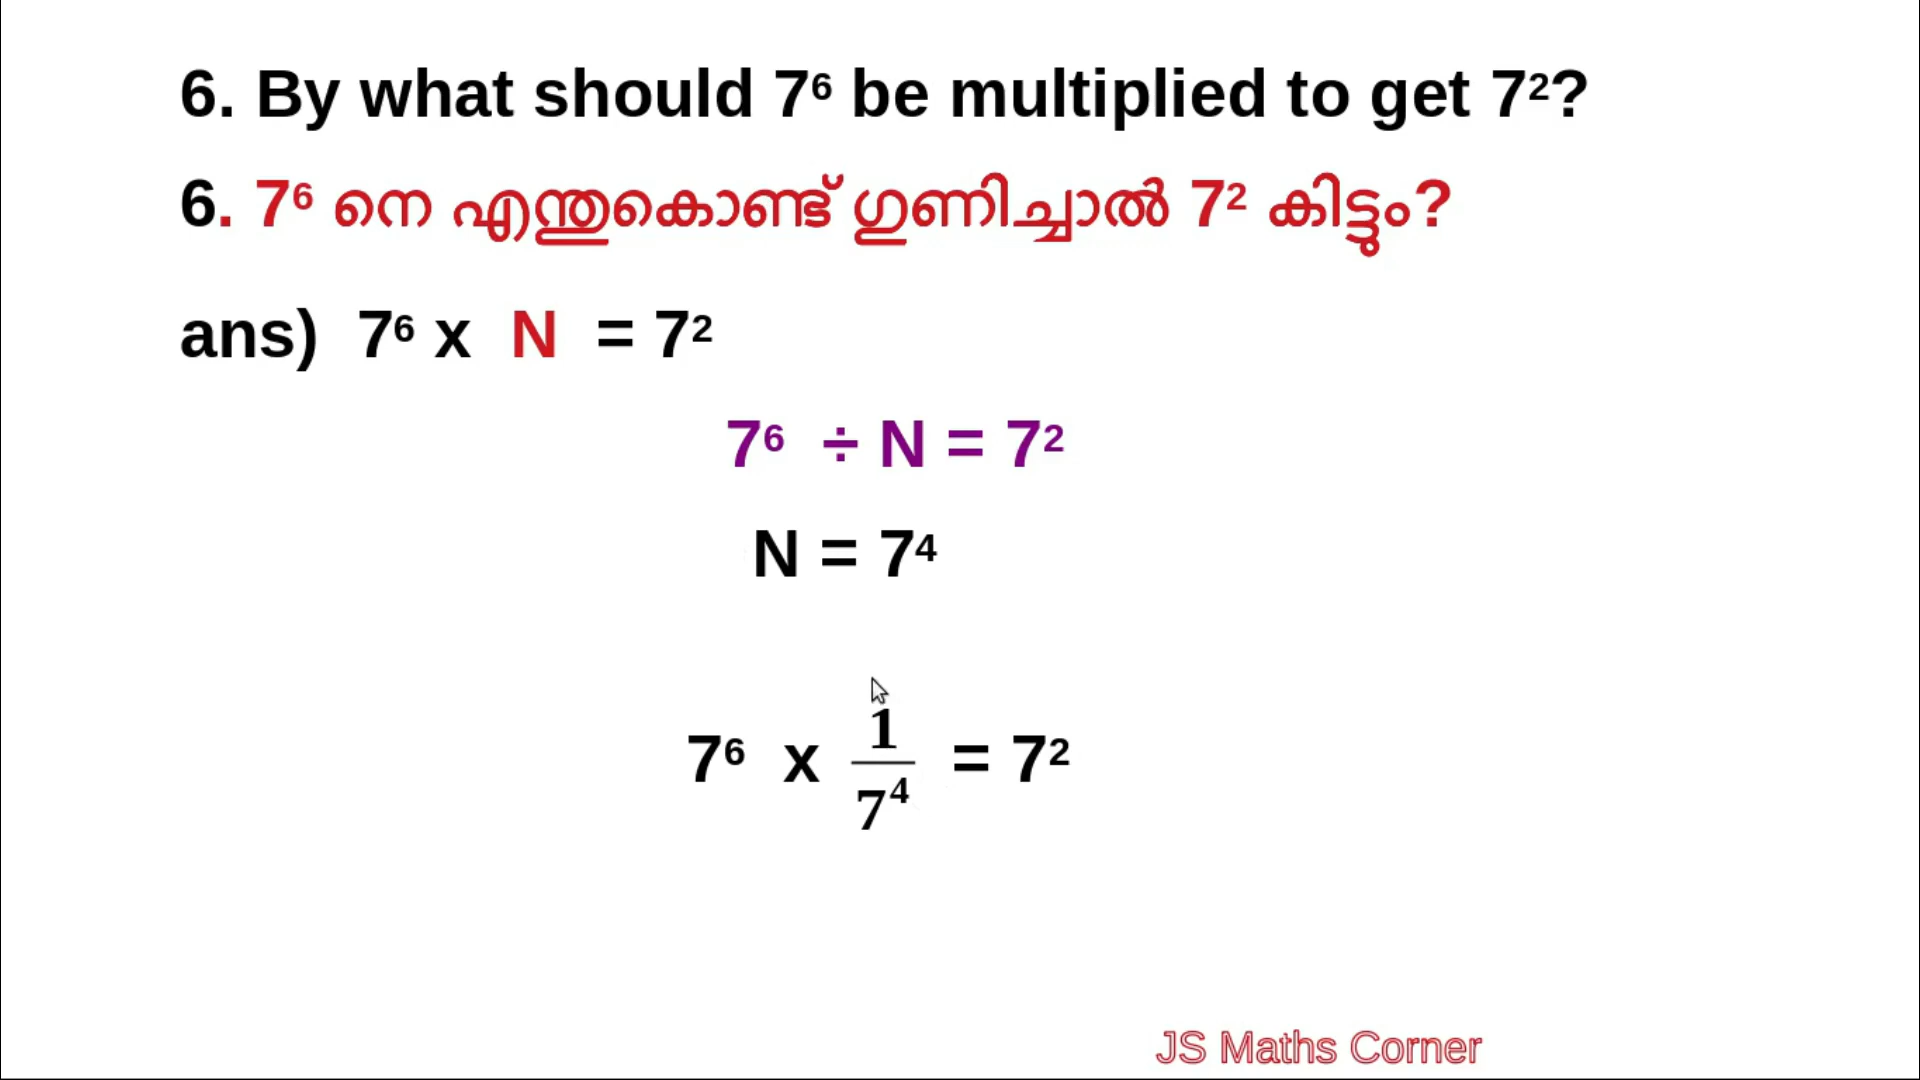 6. By what should 7⁶ be multiplied to get 7²?
6. 7⁶ നെ എന്തുകൊണ്ട് ഗുണിച്ചാൽ 7² കിട്ടും?
ans) 7⁶ x N = 7²
7⁶ ÷ N = 7²
N = 7⁴
7⁶ x 1/7⁴ = 7²
JS Maths Corner